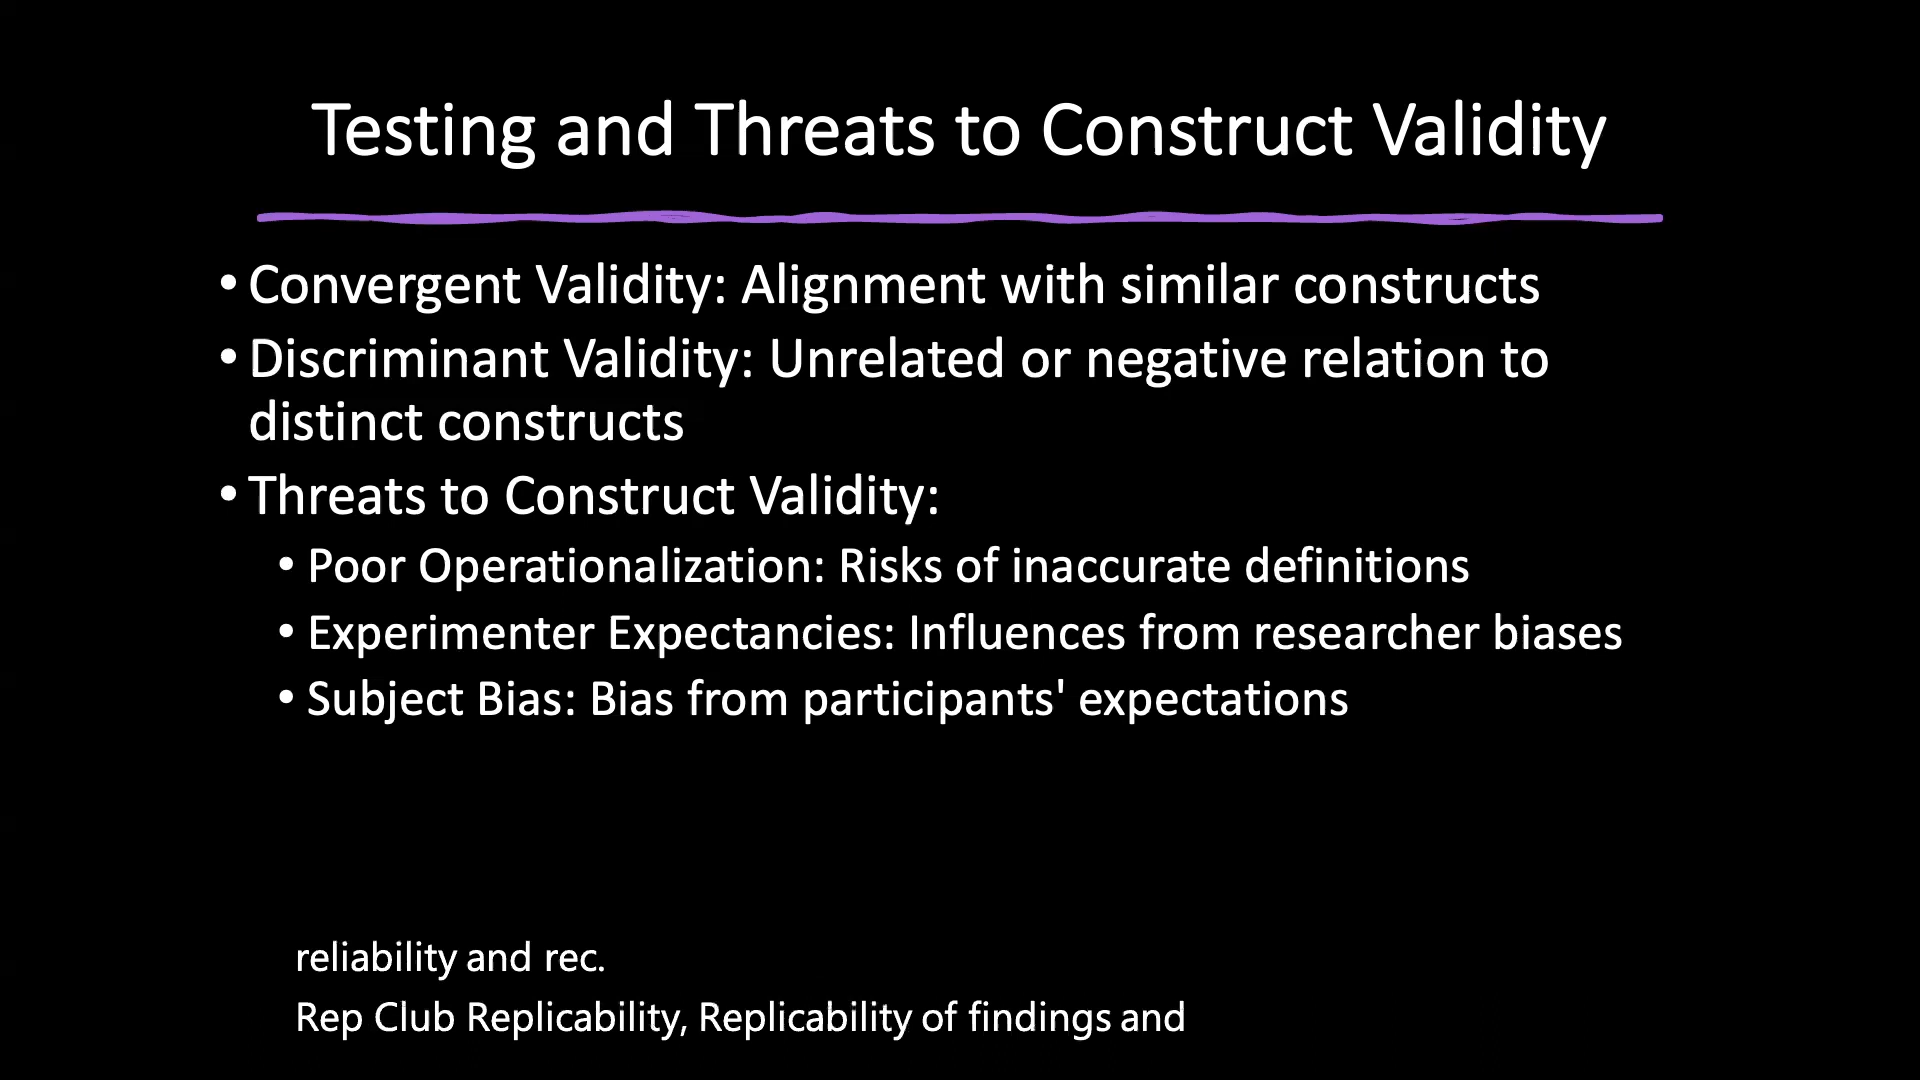 Testing and Threats to Construct Validity
• Convergent Validity: Alignment with similar constructs
• Discriminant Validity: Unrelated or negative relation to
distinct constructs
• Threats to Construct Validity:
• Poor Operationalization: Risks of inaccurate definitions
• Experimenter Expectancies: Influences from researcher biases
• Subject Bias: Bias from participants' expectations
reliability and rec.
Rep Club Replicability, Replicability of findings and